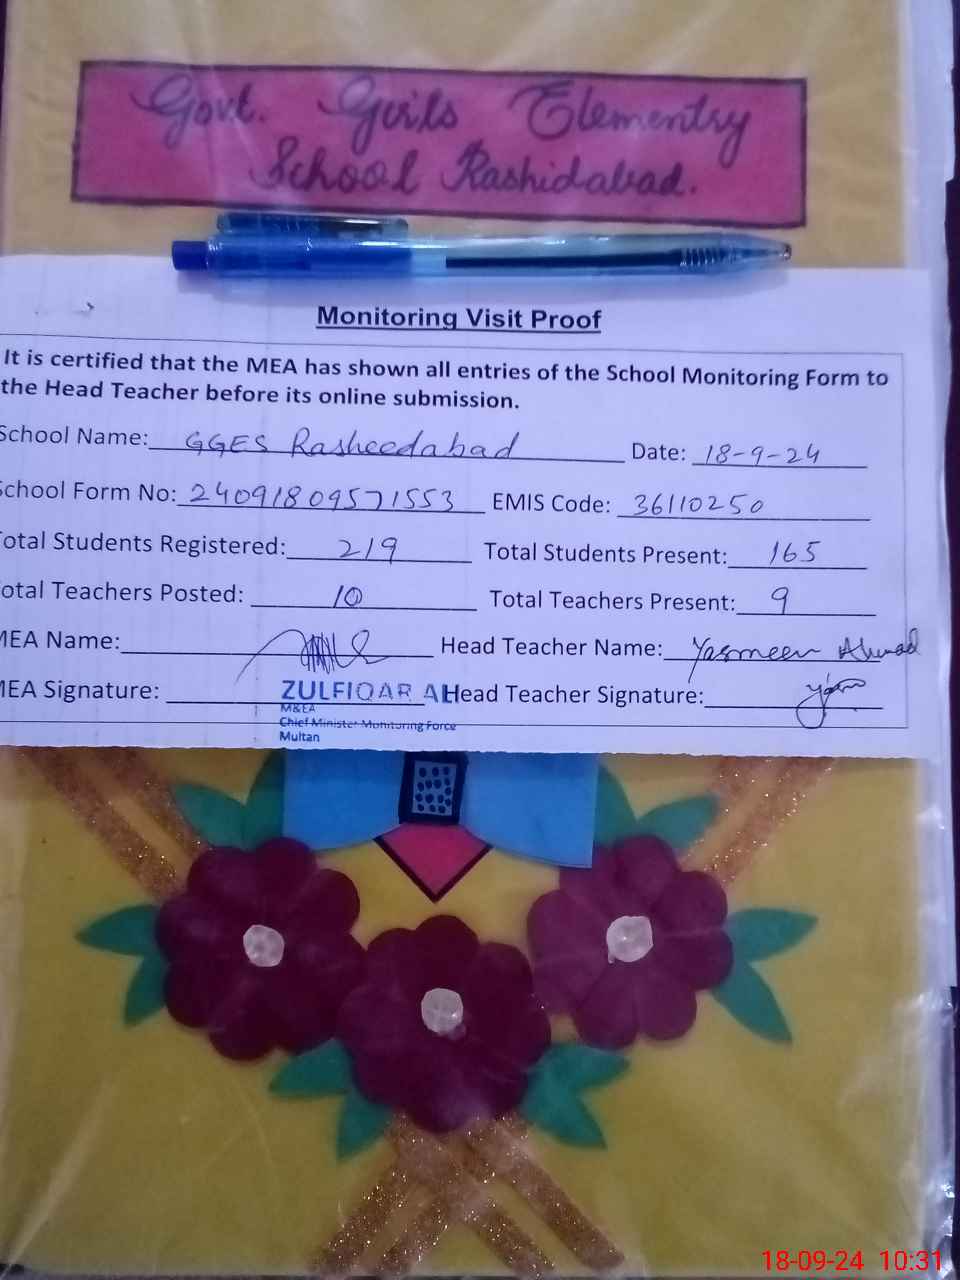 Govt. Girls Elementry
School Rashidabad.
Monitoring Visit Proof
It is certified that the MEA has shown all entries of the School Monitoring Form to
the Head Teacher before its online submission.
School Name: GGES Rasheedabad Date: 18-9-24
School Form No: 24091809571553 EMIS Code: 36110250
Total Students Registered: 219 Total Students Present: 165
Total Teachers Posted: 10 Total Teachers Present: 9
MEA Name: Head Teacher Name: Yasmeen Ahmad
MEA Signature: ZULFIQAR ALI Head Teacher Signature:
M&EA
Chief Minister Monitoring Force
Multan
18-09-24 10:31